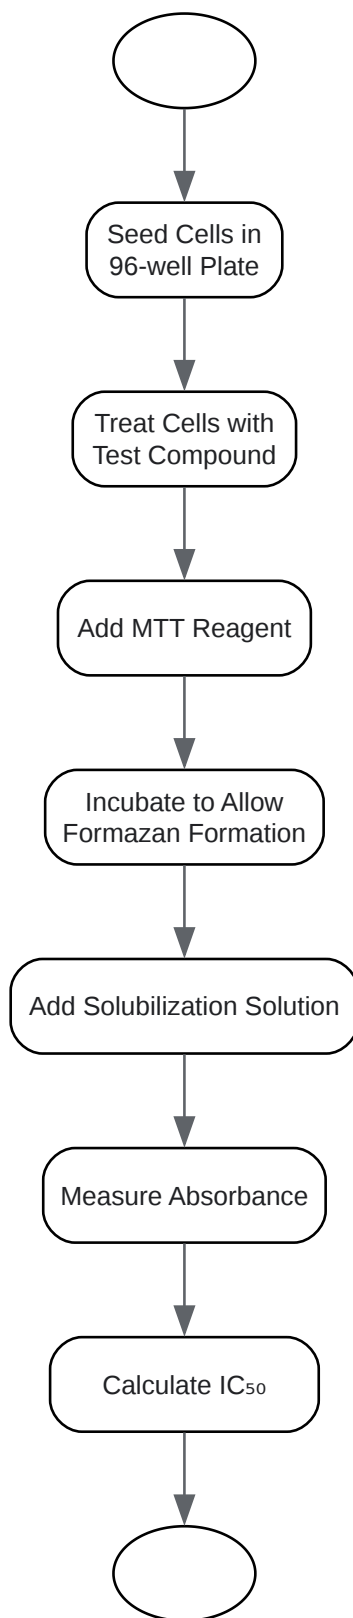 Seed Cells in
96-well Plate
Treat Cells with
Test Compound
Add MTT Reagent
Incubate to Allow
Formazan Formation
Add Solubilization Solution
Measure Absorbance
Calculate IC₅₀